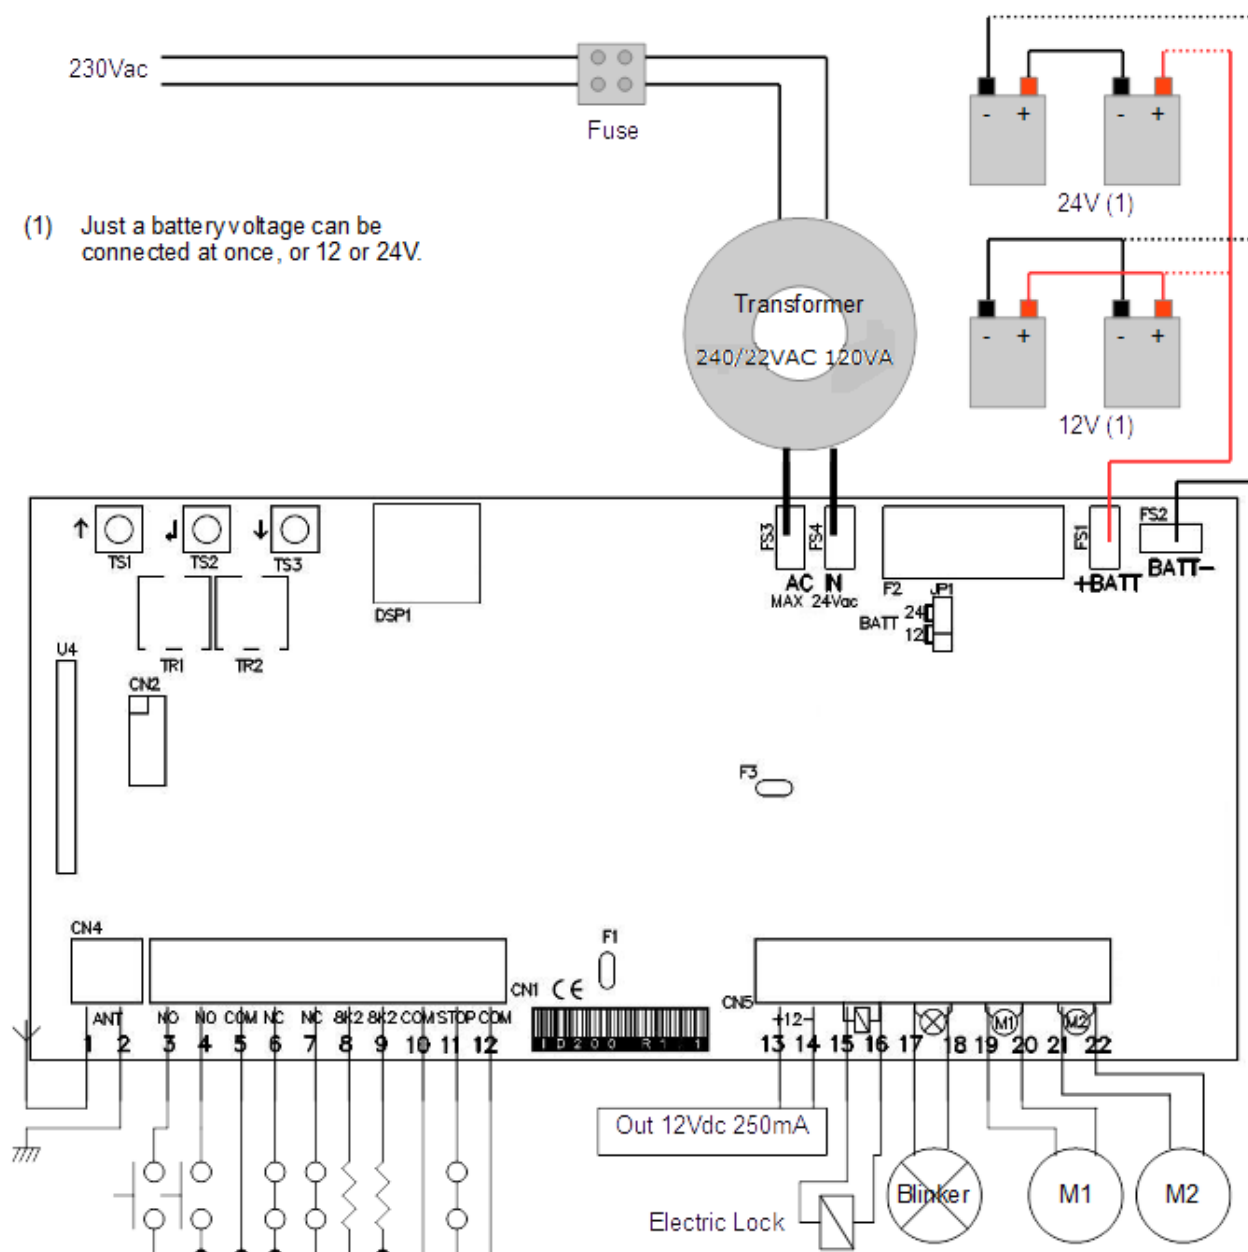 230Vac
Fuse
- + - +
24V (1)
(1) Just a battery voltage can be
connected at once, or 12 or 24V.
Transformer
240/22VAC 120VA
- + - +
12V (1)
TS1 TS2 TS3
DSP1
FS3 FS4
AC IN
MAX 24Vac
F2
JP1
BATT 24
12
FS1
+BATT
FS2
BATT-
U4
TR1 TR2
CN2
F3
CN4
F1
CN1 CE
CN5
ANT NO NO COM NC NC 8K2 8K2 COM STOP COM
1 2 3 4 5 6 7 8 9 10 11 12
+12-
M1 M2
13 14 15 16 17 18 19 20 21 22
Out 12Vdc 250mA
Electric Lock
Blinker
M1
M2